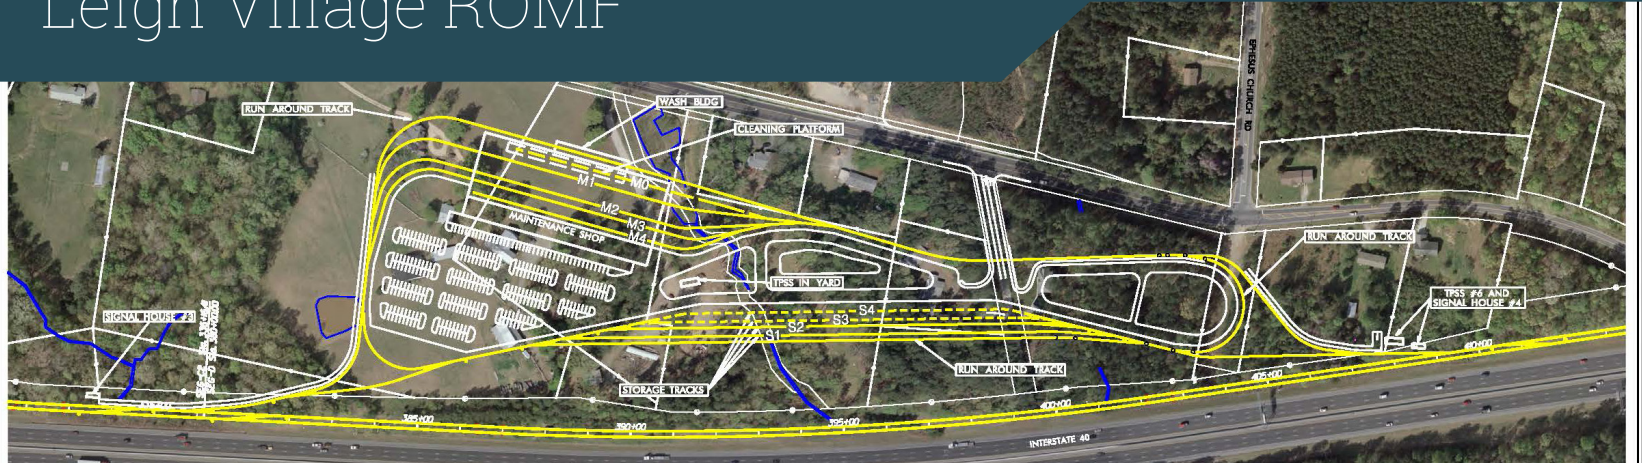 Leigh Village ROMF
RUN AROUND TRACK
WASH BLDG
CLEANING PLATFORM
EPHESUS CHURCH RD
M1
M0
M2
M3
M4
MAINTENANCE SHOP
RUN AROUND TRACK
TPSS IN YARD
TPSS #6 AND
SIGNAL HOUSE #4
SIGNAL HOUSE #3
S4
S3
S2
S1
STORAGE TRACKS
RUN AROUND TRACK
385+00
390+00
395+00
400+00
405+00
410+00
INTERSTATE 40